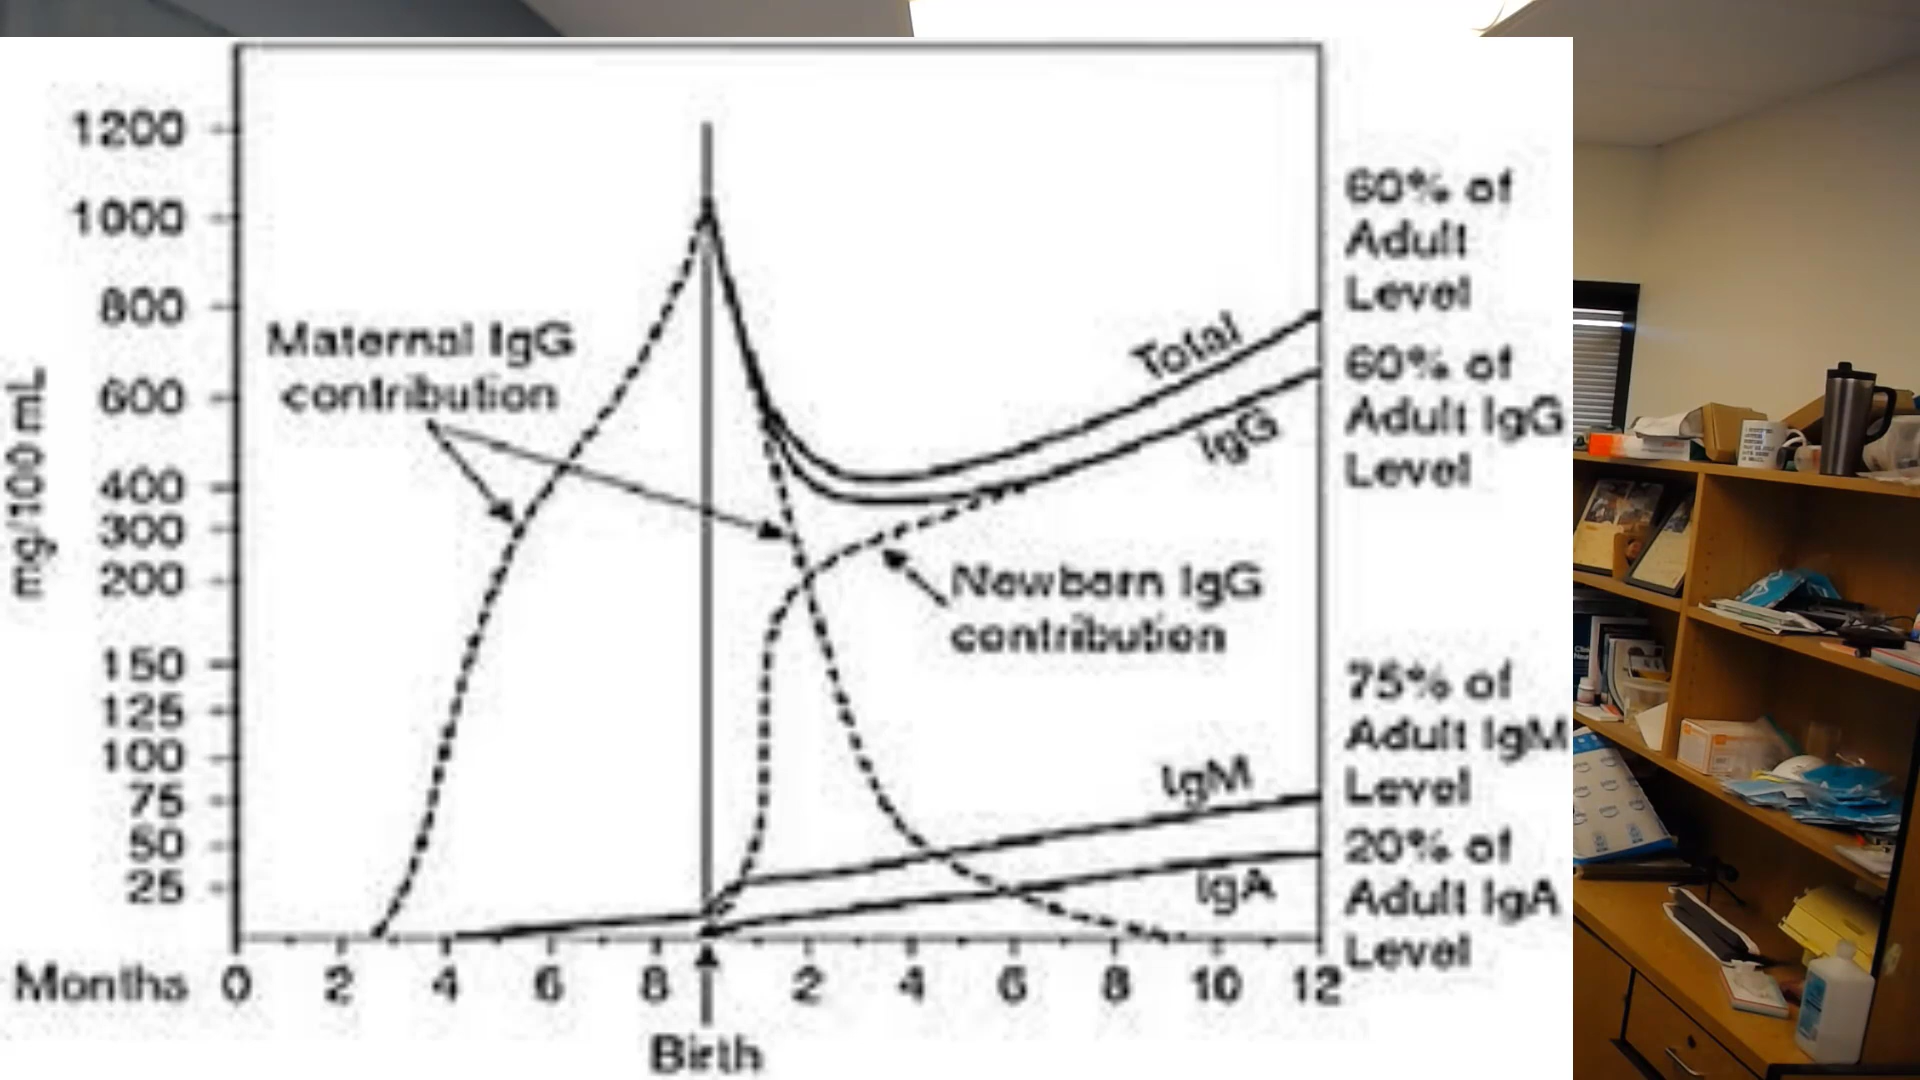 1200
1000
800
600
400
300
200
150
125
100
75
50
25
mg/100 mL
Maternal IgG
contribution
Total
IgG
Newborn IgG
contribution
IgM
IgA
60% of
Adult
Level
60% of
Adult IgG
Level
75% of
Adult IgM
Level
20% of
Adult IgA
Level
Months 0 2 4 6 8 2 4 6 8 10 12
Birth